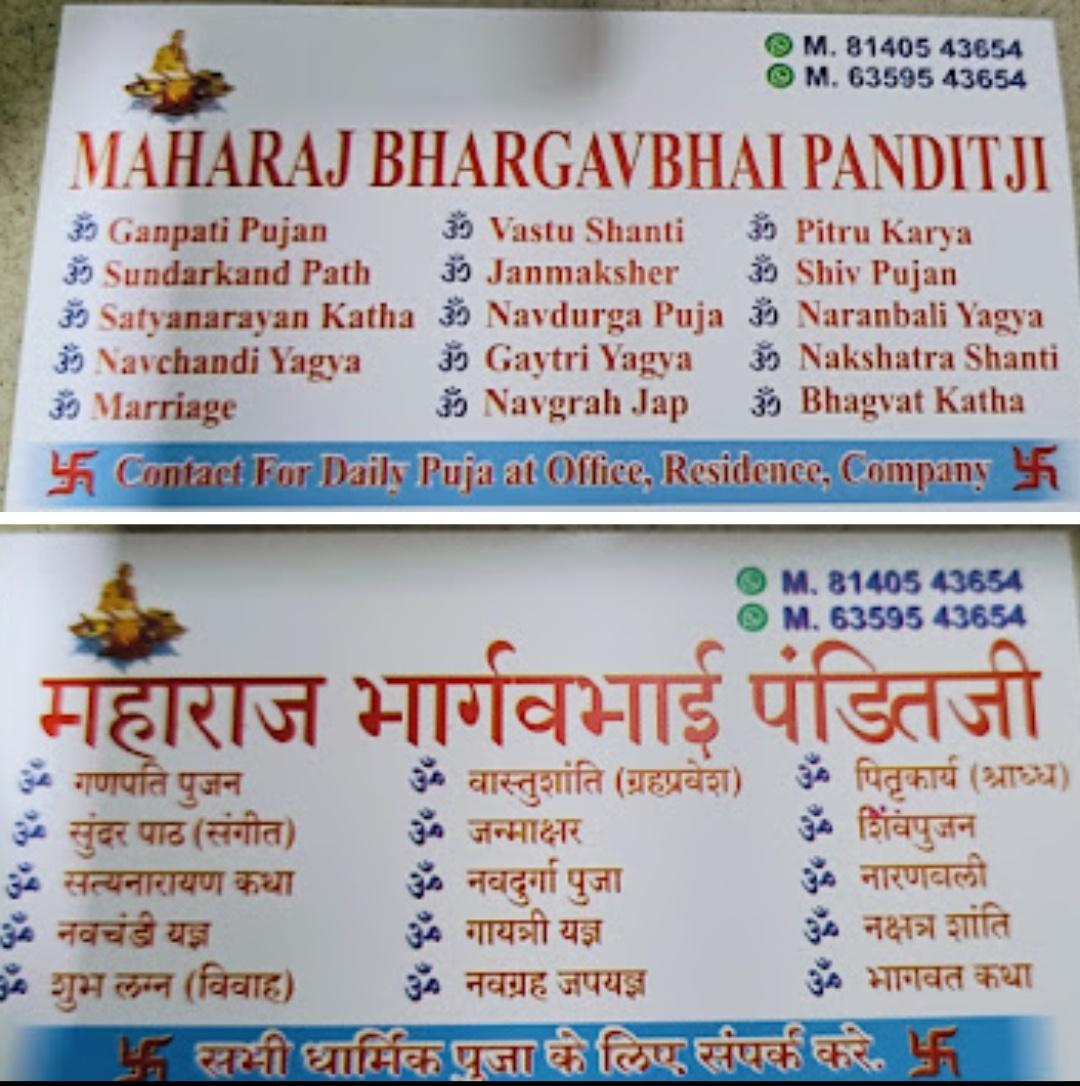 M. 81405 43654
M. 63595 43654
MAHARAJ BHARGAVBHAI PANDITJI
ॐ Ganpati Pujan ॐ Vastu Shanti ॐ Pitru Karya
ॐ Sundarkand Path ॐ Janmaksher ॐ Shiv Pujan
ॐ Satyanarayan Katha ॐ Navdurga Puja ॐ Naranbali Yagya
ॐ Navchandi Yagya ॐ Gaytri Yagya ॐ Nakshatra Shanti
ॐ Marriage ॐ Navgrah Jap ॐ Bhagvat Katha
卐 Contact For Daily Puja at Office, Residence, Company 卐
M. 81405 43654
M. 63595 43654
महाराज भार्गवभाई पंडितजी
ॐ गणपति पुजन ॐ वास्तुशांति (ग्रहप्रवेश) ॐ पितृकार्य (श्राध्ध)
ॐ सुंदर पाठ (संगीत) ॐ जन्माक्षर ॐ शिवपुजन
ॐ सत्यनारायण कथा ॐ नवदुर्गा पुजा ॐ नारणबली
ॐ नवचंडी यज्ञ ॐ गायत्री यज्ञ ॐ नक्षत्र शांति
ॐ शुभ लग्न (विवाह) ॐ नवग्रह जपयज्ञ ॐ भागवत कथा
卐 सभी धार्मिक पुजा के लिए संपर्क करे. 卐